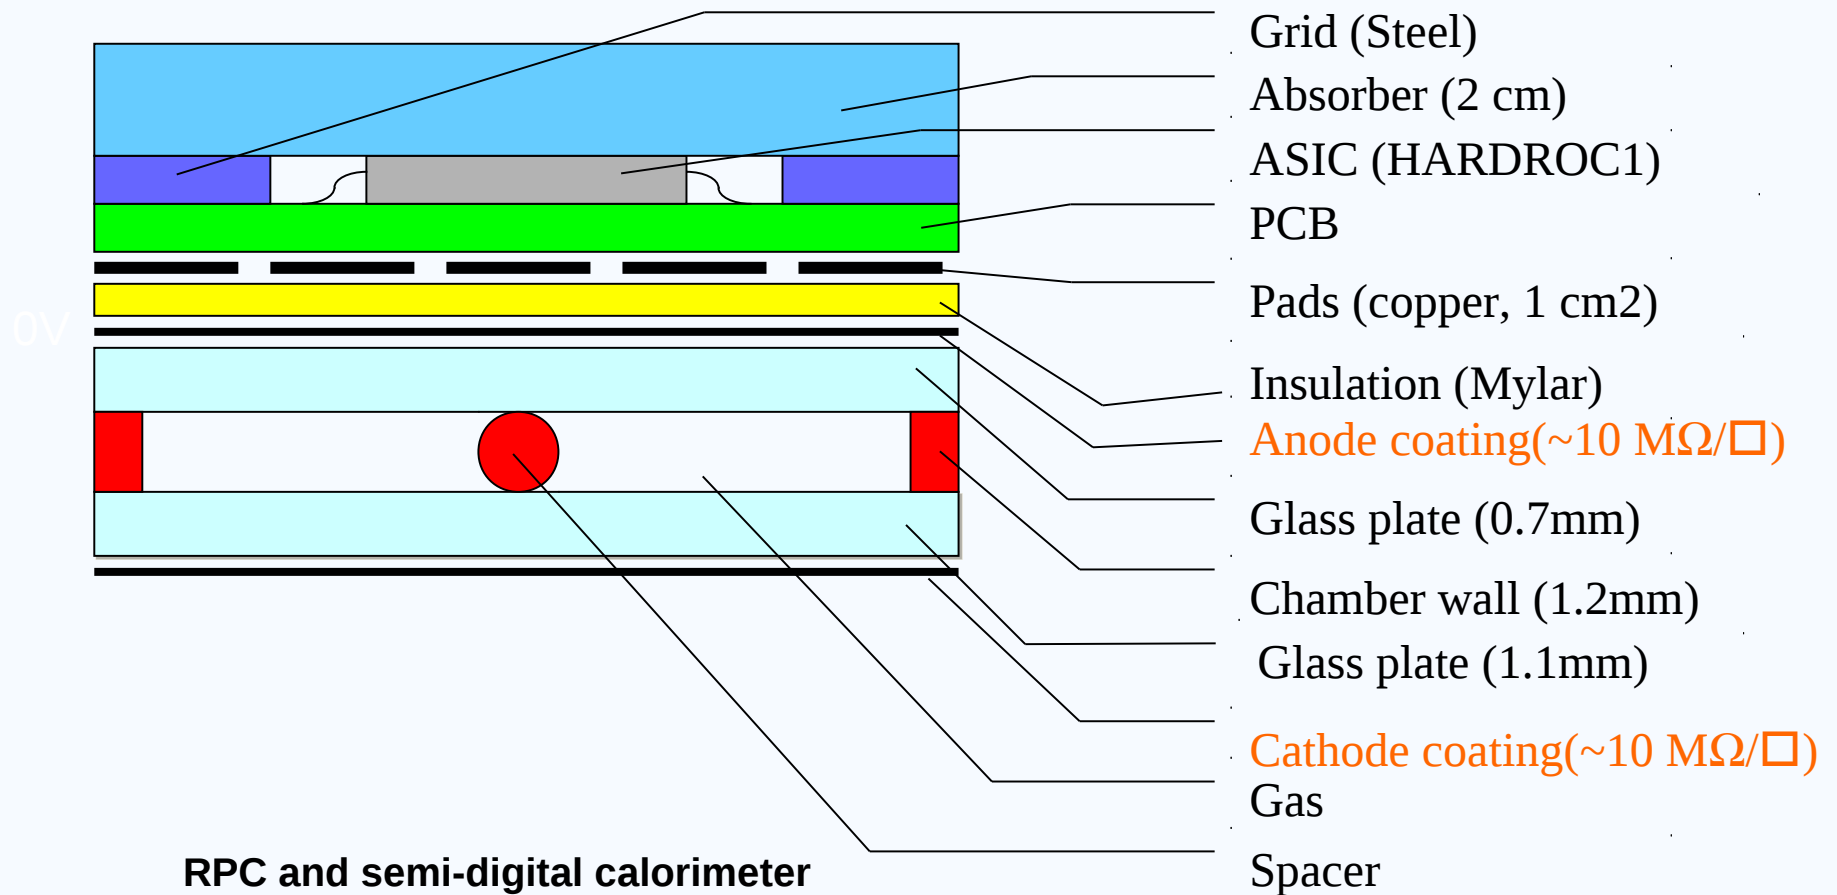 Grid (Steel)
Absorber (2 cm)
ASIC (HARDROC1)
PCB
Pads (copper, 1 cm2)
0V
Insulation (Mylar)
Anode coating(~10 MΩ/□)
Glass plate (0.7mm)
Chamber wall (1.2mm)
Glass plate (1.1mm)
Cathode coating(~10 MΩ/□)
Gas
Spacer
RPC and semi-digital calorimeter